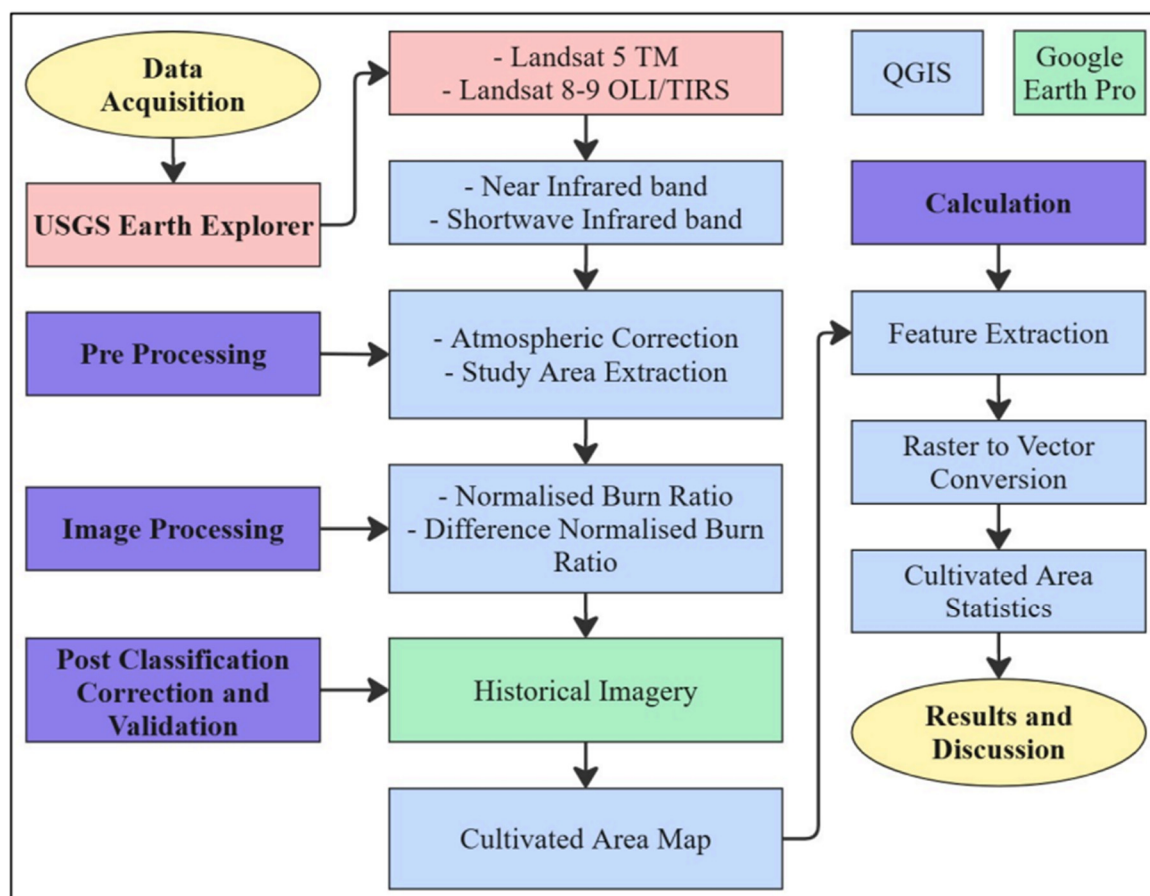 Data
Acquisition
USGS Earth Explorer
- Landsat 5 TM
- Landsat 8-9 OLI/TIRS
- Near Infrared band
- Shortwave Infrared band
Pre Processing
- Atmospheric Correction
- Study Area Extraction
Image Processing
- Normalised Burn Ratio
- Difference Normalised Burn
Ratio
Post Classification
Correction and
Validation
Historical Imagery
Cultivated Area Map
QGIS
Google
Earth Pro
Calculation
Feature Extraction
Raster to Vector
Conversion
Cultivated Area
Statistics
Results and
Discussion